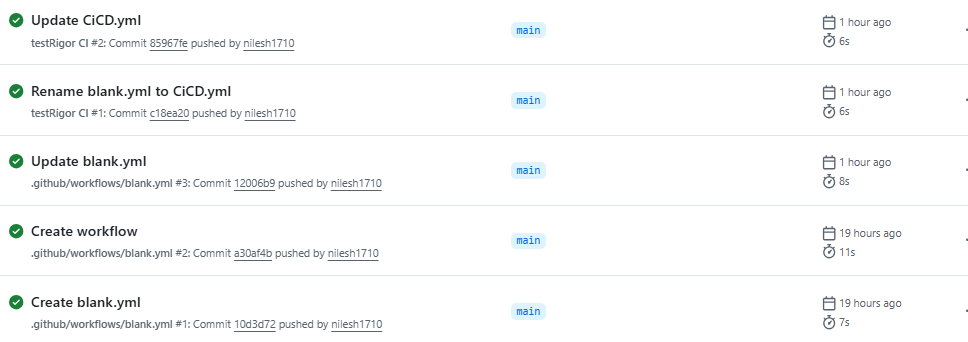 Update CiCD.yml
main
1 hour ago
testRigor CI #2: Commit 85967fe pushed by nilesh1710
6s
Rename blank.yml to CiCD.yml
main
1 hour ago
testRigor CI #1: Commit c18ea20 pushed by nilesh1710
6s
Update blank.yml
main
1 hour ago
.github/workflows/blank.yml #3: Commit 12006b9 pushed by nilesh1710
8s
Create workflow
main
19 hours ago
.github/workflows/blank.yml #2: Commit a30af4b pushed by nilesh1710
11s
Create blank.yml
main
19 hours ago
.github/workflows/blank.yml #1: Commit 10d3d72 pushed by nilesh1710
7s